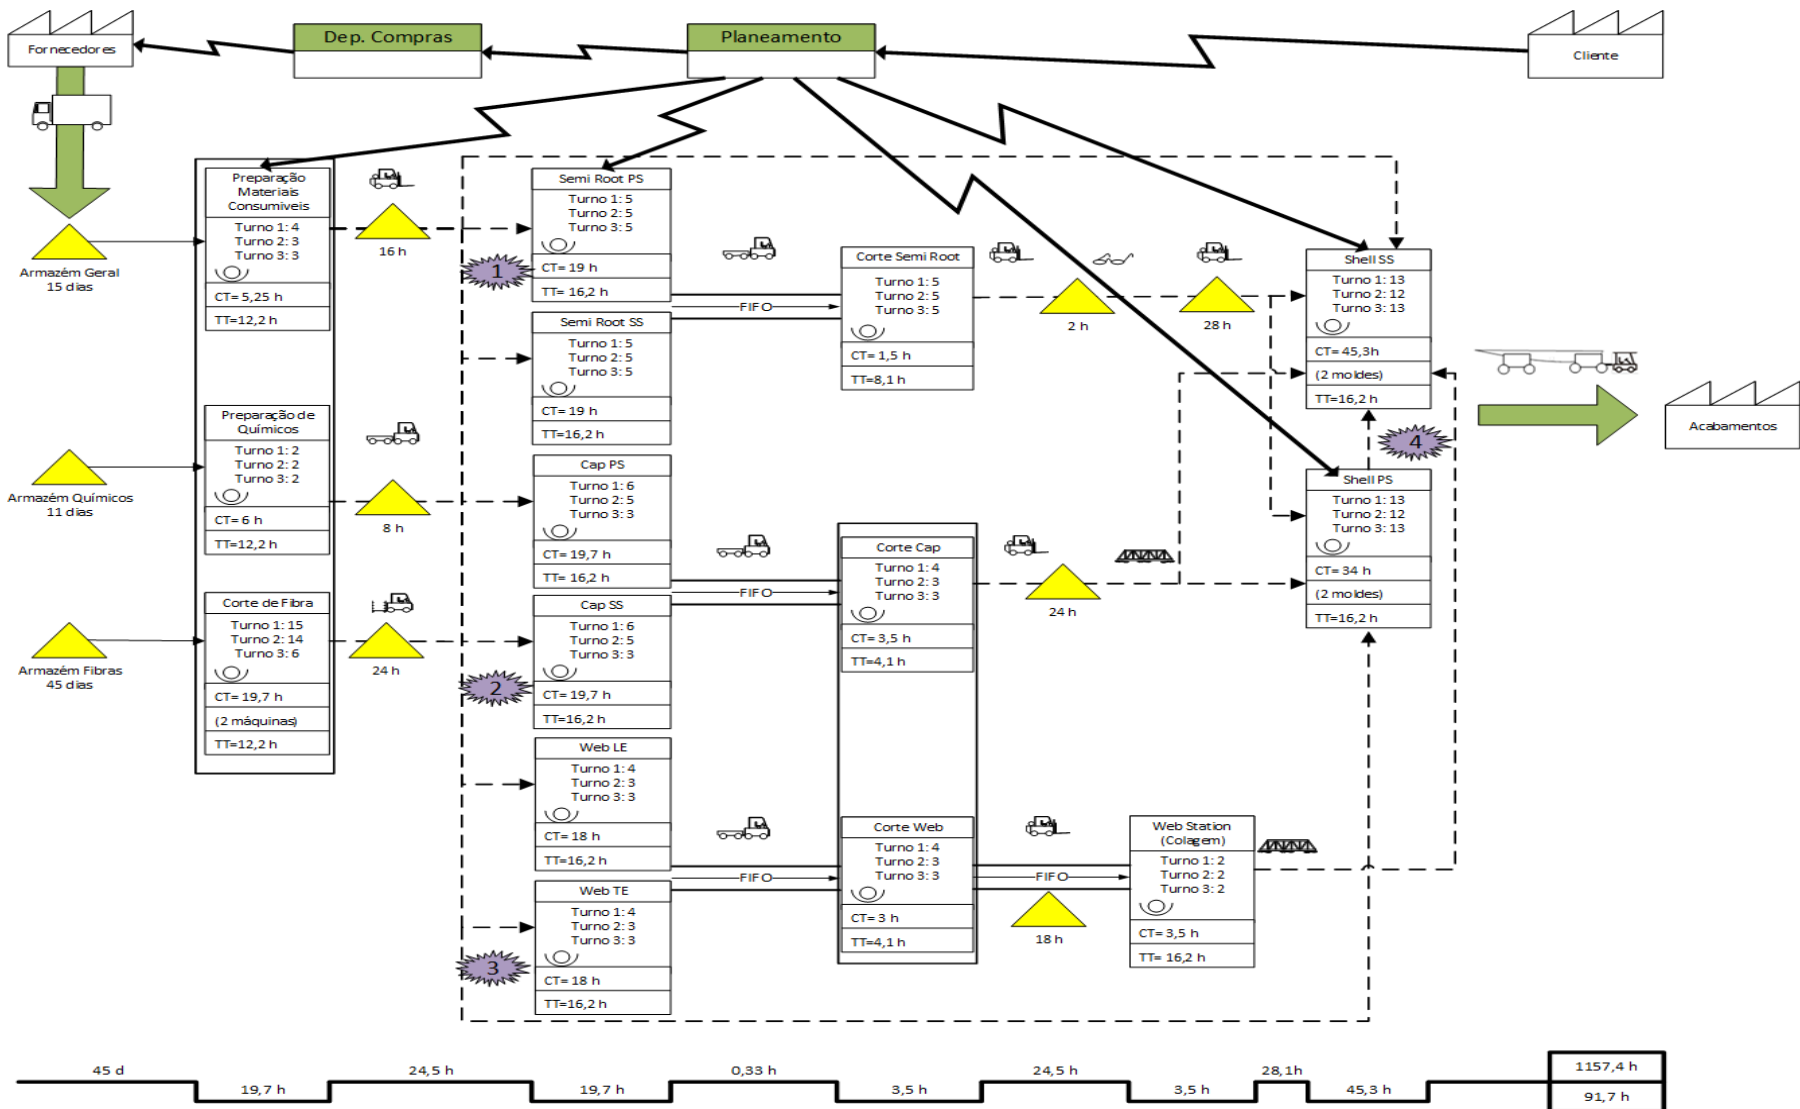 Fornecedores
Dep. Compras
Planeamento
Cliente
Armazém Geral
15 dias
Armazém Químicos
11 dias
Armazém Fibras
45 dias
Preparação
Materiais
Consumiveis
Turno 1: 4
Turno 2: 3
Turno 3: 3
CT= 5,25 h
TT=12,2 h
16 h
Preparação de
Químicos
Turno 1: 2
Turno 2: 2
Turno 3: 2
CT= 6 h
TT=12,2 h
8 h
Corte de Fibra
Turno 1: 15
Turno 2: 14
Turno 3: 6
CT= 19,7 h
(2 máquinas)
TT=12,2 h
24 h
Semi Root PS
Turno 1: 5
Turno 2: 5
Turno 3: 5
CT= 19 h
TT= 16,2 h
1
Semi Root SS
Turno 1: 5
Turno 2: 5
Turno 3: 5
CT= 19 h
TT=16,2 h
Cap PS
Turno 1: 6
Turno 2: 5
Turno 3: 3
CT= 19,7 h
TT= 16,2 h
Cap SS
Turno 1: 6
Turno 2: 5
Turno 3: 3
CT= 19,7 h
TT=16,2 h
2
Web LE
Turno 1: 4
Turno 2: 3
Turno 3: 3
CT= 18 h
TT=16,2 h
Web TE
Turno 1: 4
Turno 2: 3
Turno 3: 3
CT= 18 h
TT=16,2 h
3
FIFO
FIFO
FIFO
Corte Semi Root
Turno 1: 5
Turno 2: 5
Turno 3: 5
CT= 1,5 h
TT=8,1 h
2 h
28 h
Corte Cap
Turno 1: 4
Turno 2: 3
Turno 3: 3
CT= 3,5 h
TT=4,1 h
24 h
Corte Web
Turno 1: 4
Turno 2: 3
Turno 3: 3
CT= 3 h
TT=4,1 h
FIFO
18 h
Web Station
(Colagem)
Turno 1: 2
Turno 2: 2
Turno 3: 2
CT= 3,5 h
TT= 16,2 h
Shell SS
Turno 1: 13
Turno 2: 12
Turno 3: 13
CT= 45,3h
(2 moldes)
TT=16,2 h
4
Shell PS
Turno 1: 13
Turno 2: 12
Turno 3: 13
CT= 34 h
(2 moldes)
TT=16,2 h
Acabamentos
45 d
19,7 h
24,5 h
19,7 h
0,33 h
3,5 h
24,5 h
3,5 h
28,1h
45,3 h
1157,4 h
91,7 h